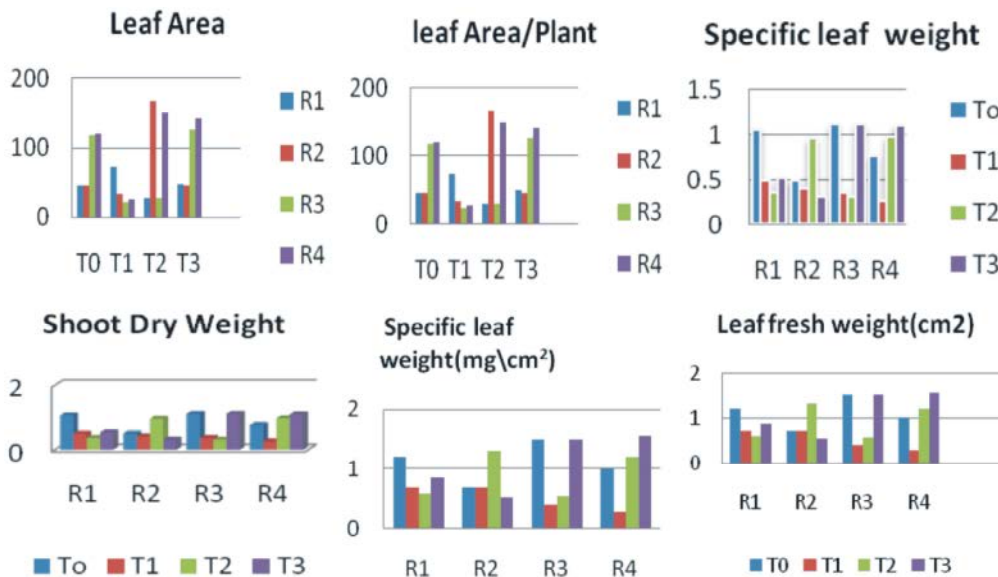 Leaf Area
200
100
0
T0 T1 T2 T3
R1
R2
R3
R4
leaf Area/Plant
200
100
0
T0 T1 T2 T3
R1
R2
R3
R4
Specific leaf weight
1.5
1
0.5
0
R1 R2 R3 R4
To
T1
T2
T3
Shoot Dry Weight
2
0
R1 R2 R3 R4
To T1 T2 T3
Specific leaf
weight(mg\cm²)
2
1
0
R1 R2 R3 R4
Leaf fresh weight(cm2)
2
1
0
R1 R2 R3 R4
T0 T1 T2 T3